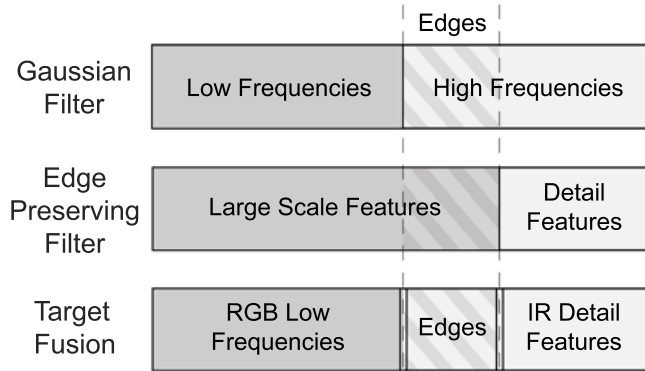 Edges
Gaussian
Filter
Low Frequencies
High Frequencies
Edge
Preserving
Filter
Large Scale Features
Detail
Features
Target
Fusion
RGB Low
Frequencies
Edges
IR Detail
Features